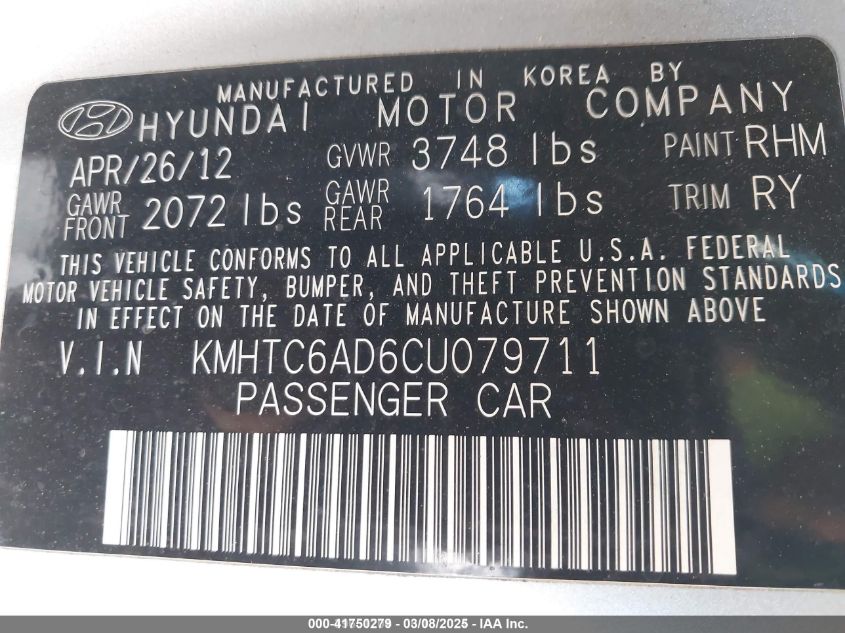 MANUFACTURED IN KOREA BY
HYUNDAI MOTOR COMPANY
APR/26/12 GVWR 3748 lbs PAINT RHM
GAWR FRONT 2072 lbs GAWR REAR 1764 lbs TRIM RY
THIS VEHICLE CONFORMS TO ALL APPLICABLE U.S.A. FEDERAL
MOTOR VEHICLE SAFETY, BUMPER, AND THEFT PREVENTION STANDARDS
IN EFFECT ON THE DATE OF MANUFACTURE SHOWN ABOVE
V.I.N KMHTC6AD6CU079711
PASSENGER CAR
000-41750279 - 03/08/2025 - IAA Inc.